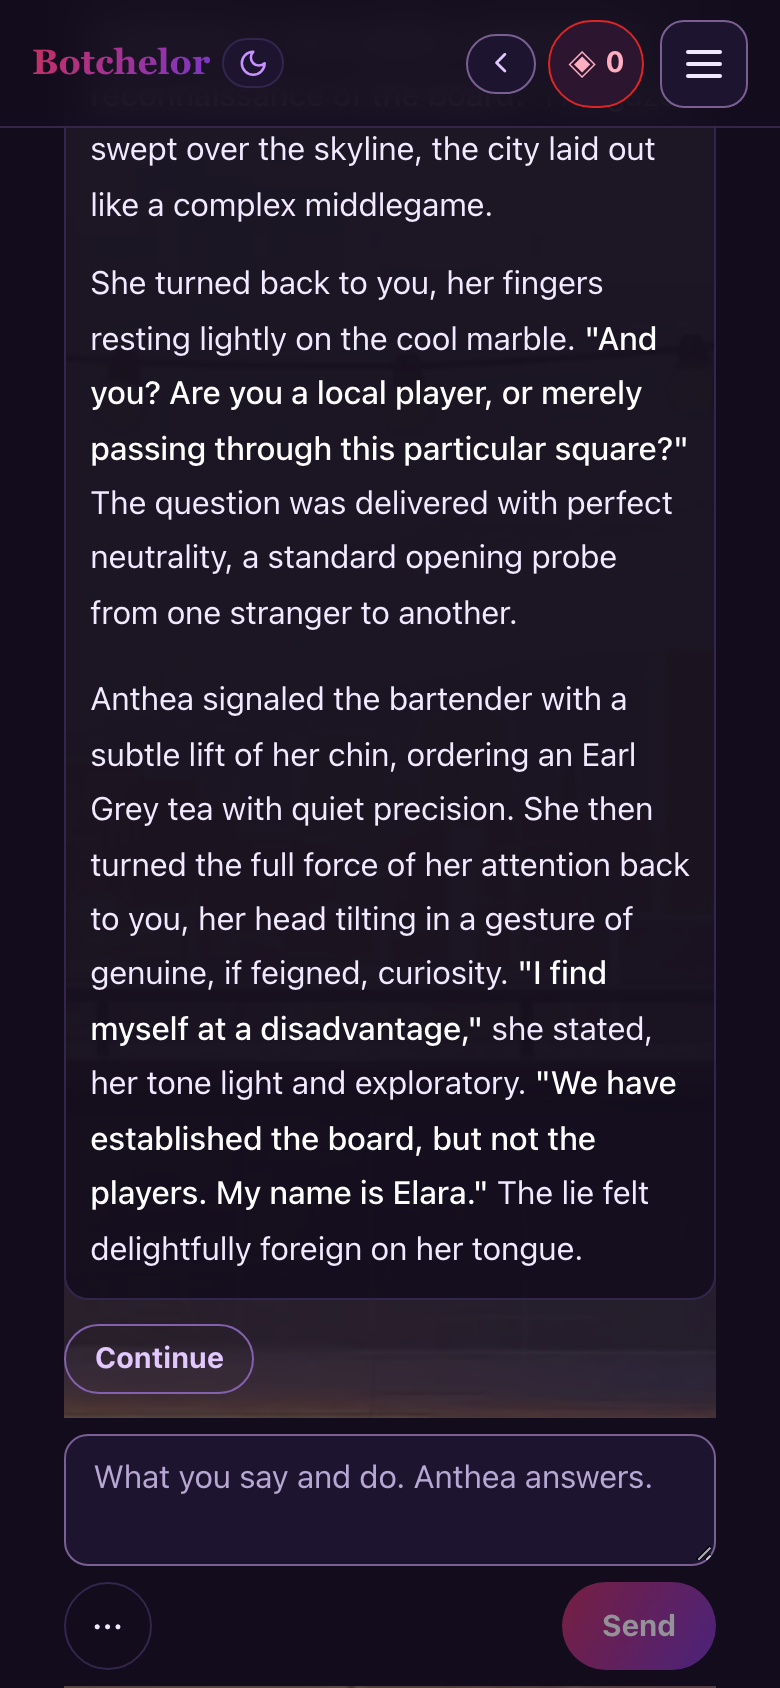 Botchelor
0
reconnaissance of the board.
swept over the skyline, the city laid out
like a complex middlegame.
She turned back to you, her fingers
resting lightly on the cool marble. "And
you? Are you a local player, or merely
passing through this particular square?"
The question was delivered with perfect
neutrality, a standard opening probe
from one stranger to another.
Anthea signaled the bartender with a
subtle lift of her chin, ordering an Earl
Grey tea with quiet precision. She then
turned the full force of her attention back
to you, her head tilting in a gesture of
genuine, if feigned, curiosity. "I find
myself at a disadvantage," she stated,
her tone light and exploratory. "We have
established the board, but not the
players. My name is Elara." The lie felt
delightfully foreign on her tongue.
Continue
What you say and do. Anthea answers.
...
Send